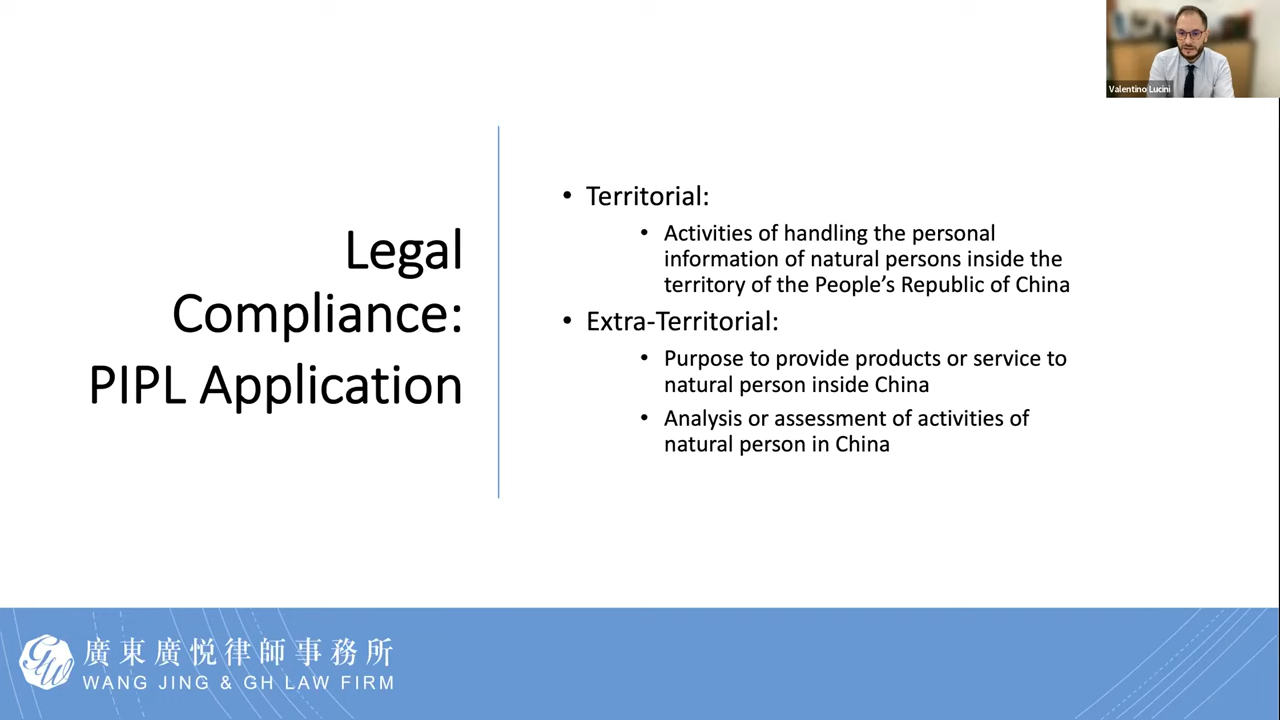 Valentino Lucini
Legal
Compliance:
PIPL Application
• Territorial:
• Activities of handling the personal
information of natural persons inside the
territory of the People’s Republic of China
• Extra-Territorial:
• Purpose to provide products or service to
natural person inside China
• Analysis or assessment of activities of
natural person in China
GW
廣東廣悦律師事務所
WANG JING & GH LAW FIRM